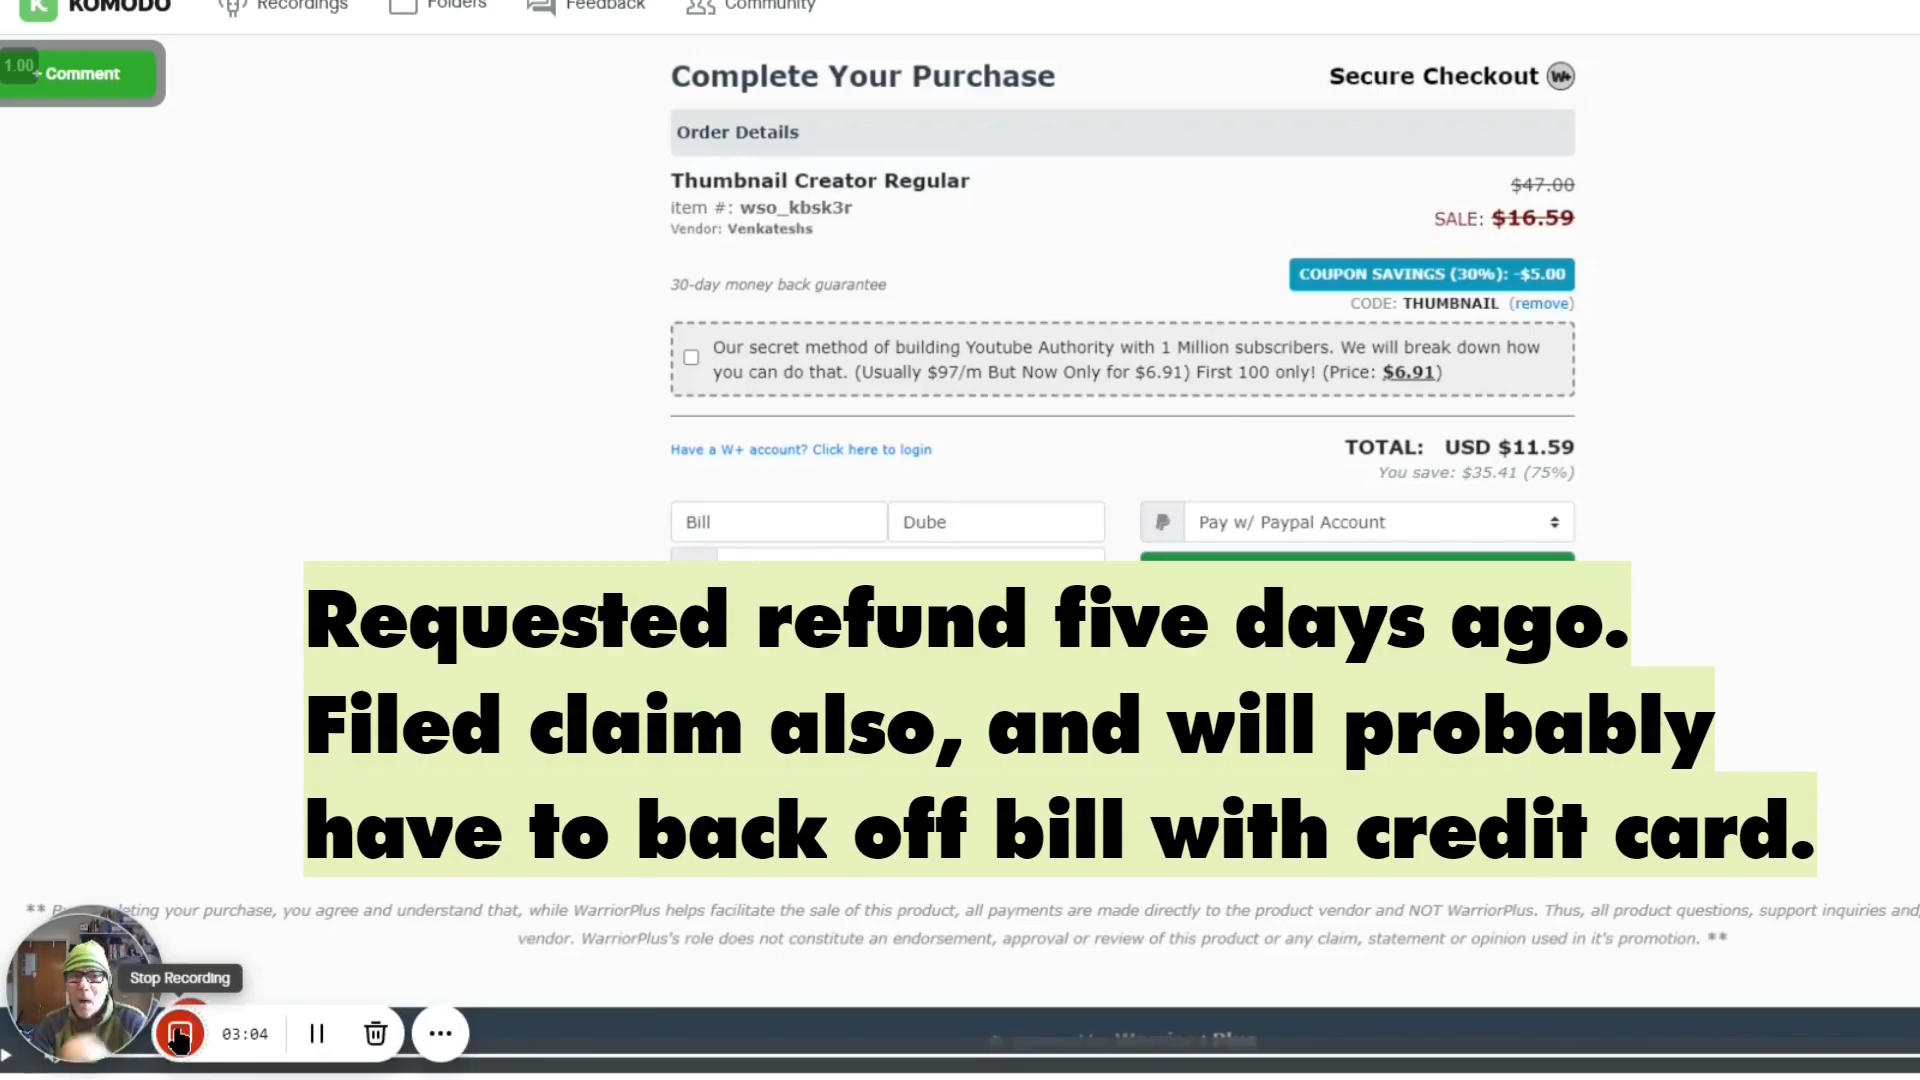 KOMODO
Recordings
Folders
Feedback
Community
1.00
Comment
Complete Your Purchase
Secure Checkout W+
Order Details
Thumbnail Creator Regular
$47.00
item #: wso_kbsk3r
SALE: $16.59
Vendor: Venkateshs
COUPON SAVINGS (30%): -$5.00
30-day money back guarantee
CODE: THUMBNAIL (remove)
Our secret method of building Youtube Authority with 1 Million subscribers. We will break down how
you can do that. (Usually $97/m But Now Only for $6.91) First 100 only! (Price: $6.91)
Have a W+ account? Click here to login
TOTAL: USD $11.59
You save: $35.41 (75%)
Bill
Dube
Pay w/ Paypal Account
Requested refund five days ago.
Filed claim also, and will probably
have to back off bill with credit card.
** leting your purchase, you agree and understand that, while WarriorPlus helps facilitate the sale of this product, all payments are made directly to the product vendor and NOT WarriorPlus. Thus, all product questions, support inquiries and/
vendor. WarriorPlus's role does not constitute an endorsement, approval or review of this product or any claim, statement or opinion used in it's promotion. **
Stop Recording
03:04